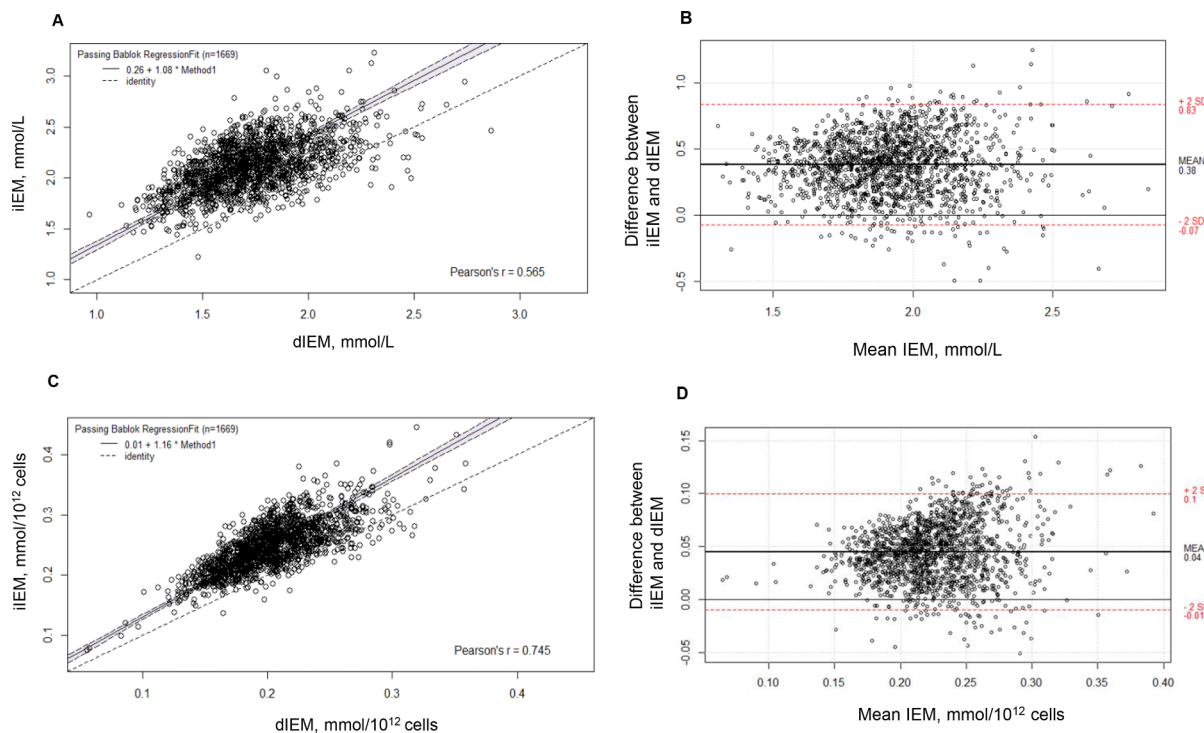 A
Passing Bablok RegressionFit (n=1669)
0.26 + 1.08 * Method1
identity
iIEM, mmol/L
3.0
2.5
2.0
1.5
1.0
Pearson's r = 0.565
1.0 1.5 2.0 2.5 3.0
dIEM, mmol/L
B
Difference between
iIEM and dIEM
1.0
0.5
0.0
-0.5
+ 2 SD
0.83
MEAN
0.38
- 2 SD
-0.07
1.5 2.0 2.5
Mean IEM, mmol/L
C
Passing Bablok RegressionFit (n=1669)
0.01 + 1.16 * Method1
identity
iIEM, mmol/10¹² cells
0.4
0.3
0.2
0.1
Pearson's r = 0.745
0.1 0.2 0.3 0.4
dIEM, mmol/10¹² cells
D
Difference between
iIEM and dIEM
0.15
0.10
0.05
0.00
-0.05
+ 2 S
0.1
MEA
0.04
- 2 S
-0.01
0.10 0.15 0.20 0.25 0.30 0.35 0.40
Mean IEM, mmol/10¹² cells